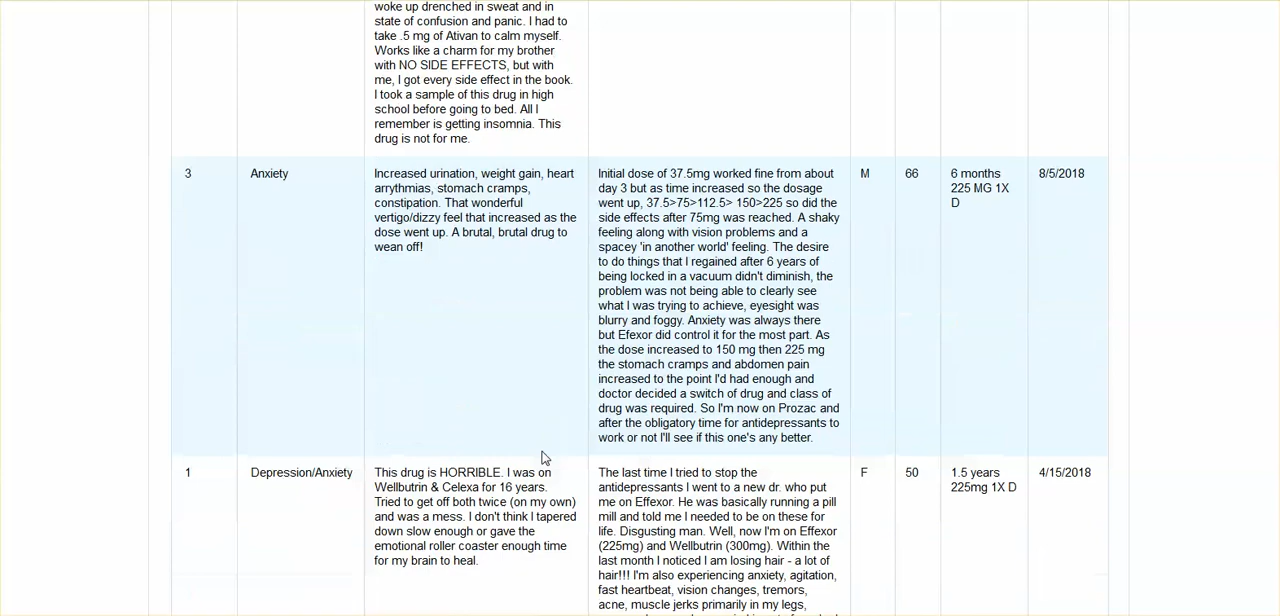 woke up drenched in sweat and in
state of confusion and panic. I had to
take .5 mg of Ativan to calm myself.
Works like a charm for my brother
with NO SIDE EFFECTS, but with
me, I got every side effect in the book.
I took a sample of this drug in high
school before going to bed. All I
remember is getting insomnia. This
drug is not for me.
3
Anxiety
Increased urination, weight gain, heart
arrythmias, stomach cramps,
constipation. That wonderful
vertigo/dizzy feel that increased as the
dose went up. A brutal, brutal drug to
wean off!
Initial dose of 37.5mg worked fine from about
day 3 but as time increased so the dosage
went up, 37.5>75>112.5> 150>225 so did the
side effects after 75mg was reached. A shaky
feeling along with vision problems and a
spacey 'in another world' feeling. The desire
to do things that I regained after 6 years of
being locked in a vacuum didn't diminish, the
problem was not being able to clearly see
what I was trying to achieve, eyesight was
blurry and foggy. Anxiety was always there
but Efexor did control it for the most part. As
the dose increased to 150 mg then 225 mg
the stomach cramps and abdomen pain
increased to the point I'd had enough and
doctor decided a switch of drug and class of
drug was required. So I'm now on Prozac and
after the obligatory time for antidepressants to
work or not I'll see if this one's any better.
M
66
6 months
225 MG 1X
D
8/5/2018
1
Depression/Anxiety
This drug is HORRIBLE. I was on
Wellbutrin & Celexa for 16 years.
Tried to get off both twice (on my own)
and was a mess. I don't think I tapered
down slow enough or gave the
emotional roller coaster enough time
for my brain to heal.
The last time I tried to stop the
antidepressants I went to a new dr. who put
me on Effexor. He was basically running a pill
mill and told me I needed to be on these for
life. Disgusting man. Well, now I'm on Effexor
(225mg) and Wellbutrin (300mg). Within the
last month I noticed I am losing hair - a lot of
hair!!! I'm also experiencing anxiety, agitation,
fast heartbeat, vision changes, tremors,
acne, muscle jerks primarily in my legs,
F
50
1.5 years
225mg 1X D
4/15/2018